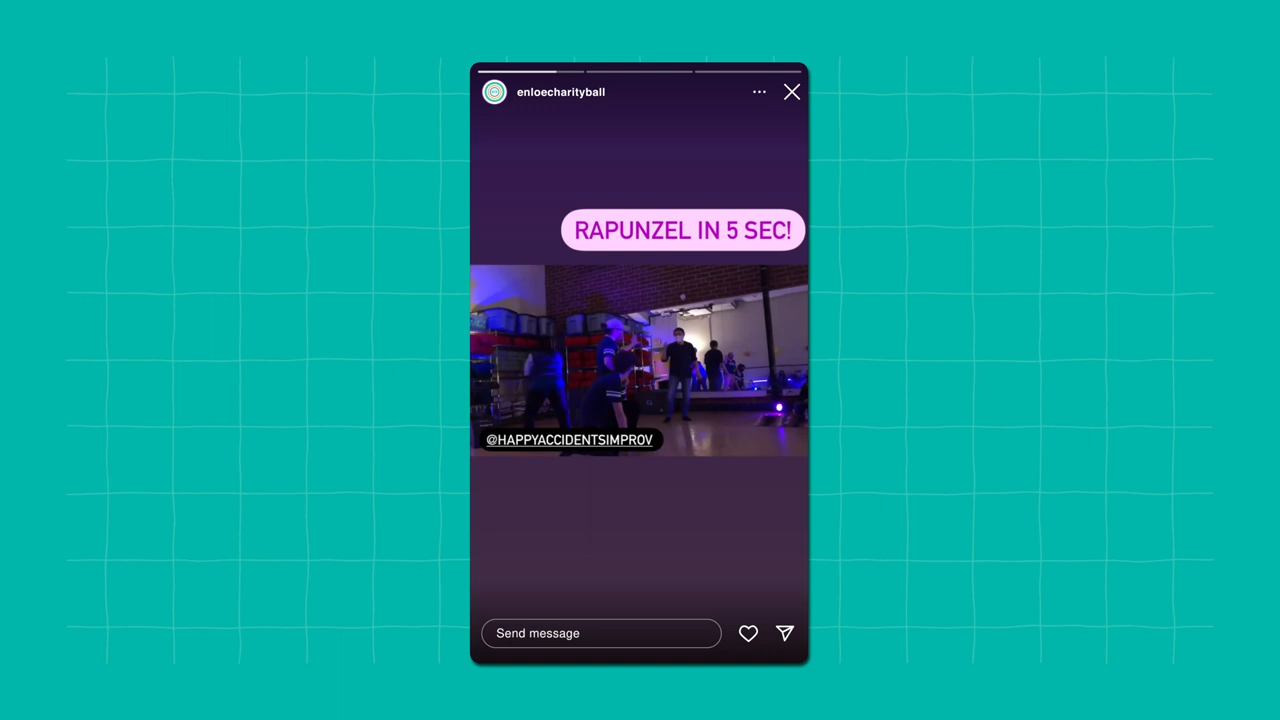 enloecharityball
RAPUNZEL IN 5 SEC!
@HAPPYACCIDENTSIMPROV
Send message